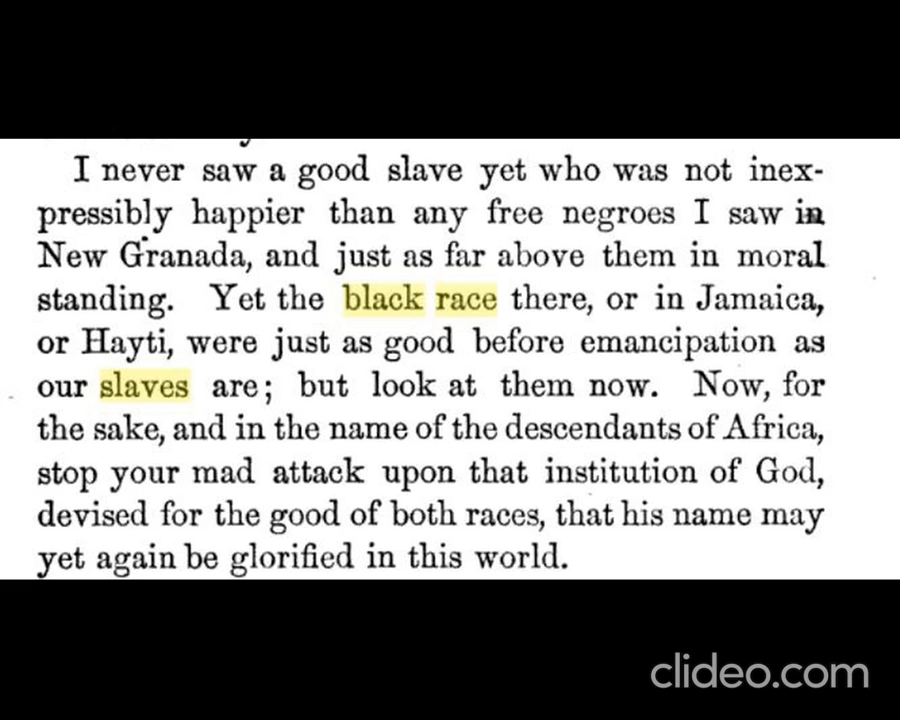 I never saw a good slave yet who was not inex-
pressibly happier than any free negroes I saw in
New Granada, and just as far above them in moral
standing. Yet the black race there, or in Jamaica,
or Hayti, were just as good before emancipation as
our slaves are; but look at them now. Now, for
the sake, and in the name of the descendants of Africa,
stop your mad attack upon that institution of God,
devised for the good of both races, that his name may
yet again be glorified in this world.
clideo.com